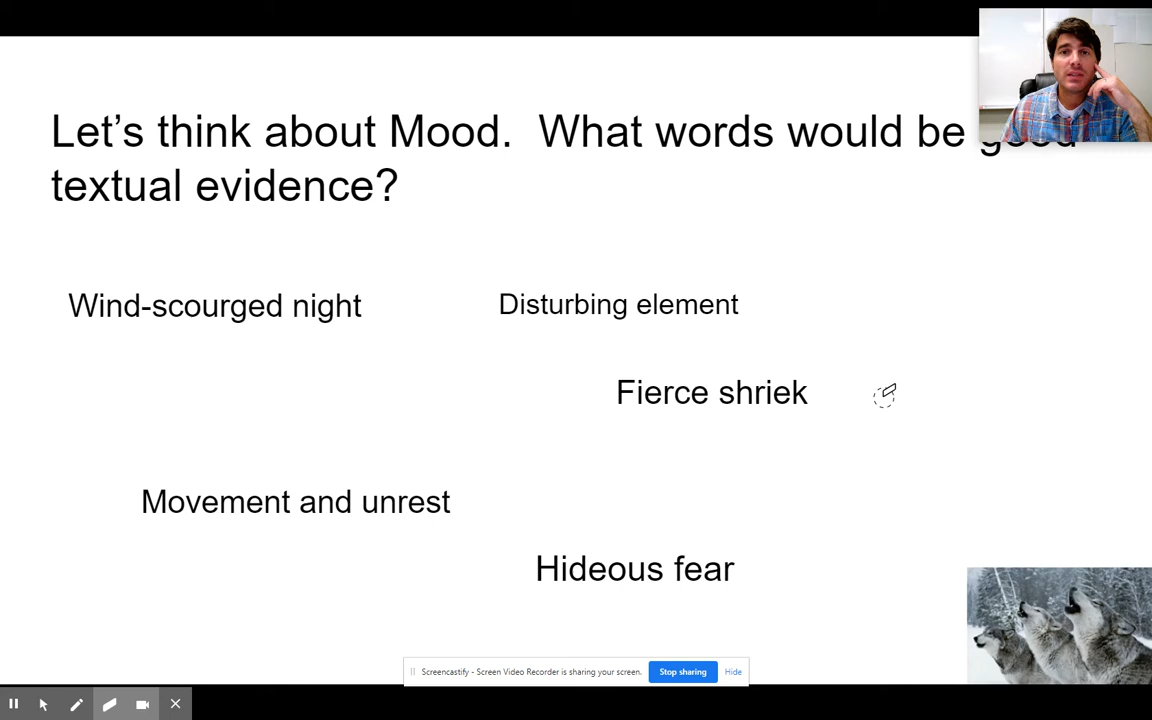 Let’s think about Mood.  What words would be good
textual evidence?
Wind-scourged night
Disturbing element
Fierce shriek
Movement and unrest
Hideous fear
Screencastify - Screen Video Recorder is sharing your screen.
Stop sharing
Hide